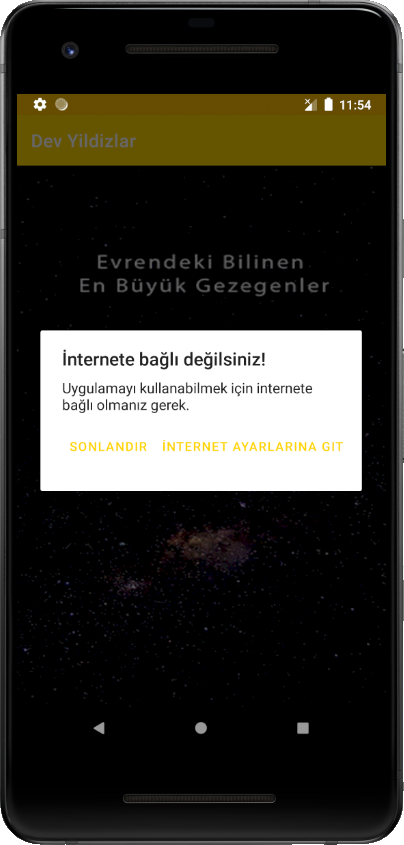 11:54
Dev Yildizlar
Evrendeki Bilinen
En Büyük Gezegenler
İnternete bağlı değilsiniz!
Uygulamayı kullanabilmek için internete
bağlı olmanız gerek.
SONLANDIR İNTERNET AYARLARINA GIT